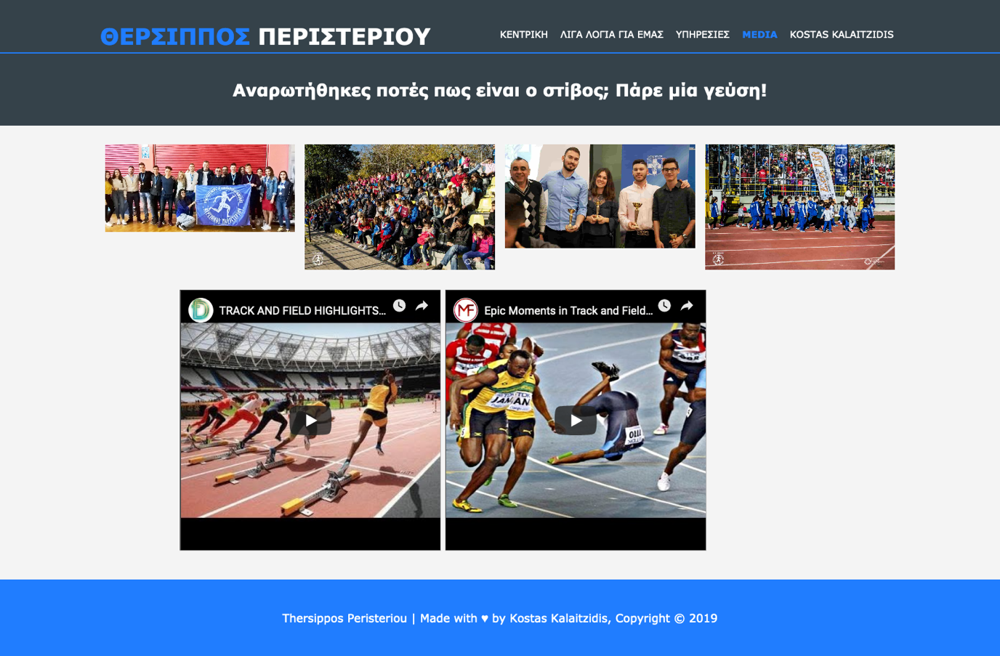 ΘΕΡΣΙΠΠΟΣ ΠΕΡΙΣΤΕΡΙΟΥ
ΚΕΝΤΡΙΚΗ ΛΙΓΑ ΛΟΓΙΑ ΓΙΑ ΕΜΑΣ ΥΠΗΡΕΣΙΕΣ MEDIA KOSTAS KALAITZIDIS
Αναρωτήθηκες ποτές πως είναι ο στίβος; Πάρε μία γεύση!
TRACK AND FIELD HIGHLIGHTS...
MF Epic Moments in Track and Field...
1110
Thersippos Peristeriou | Made with ♥ by Kostas Kalaitzidis, Copyright © 2019